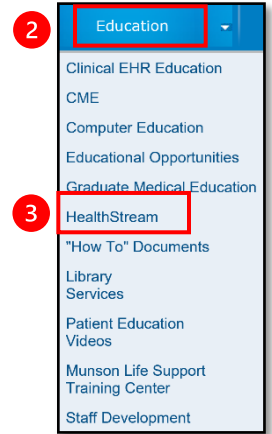 2 Education
Clinical EHR Education
CME
Computer Education
Educational Opportunities
Graduate Medical Education
3 HealthStream
"How To" Documents
Library
Services
Patient Education
Videos
Munson Life Support
Training Center
Staff Development